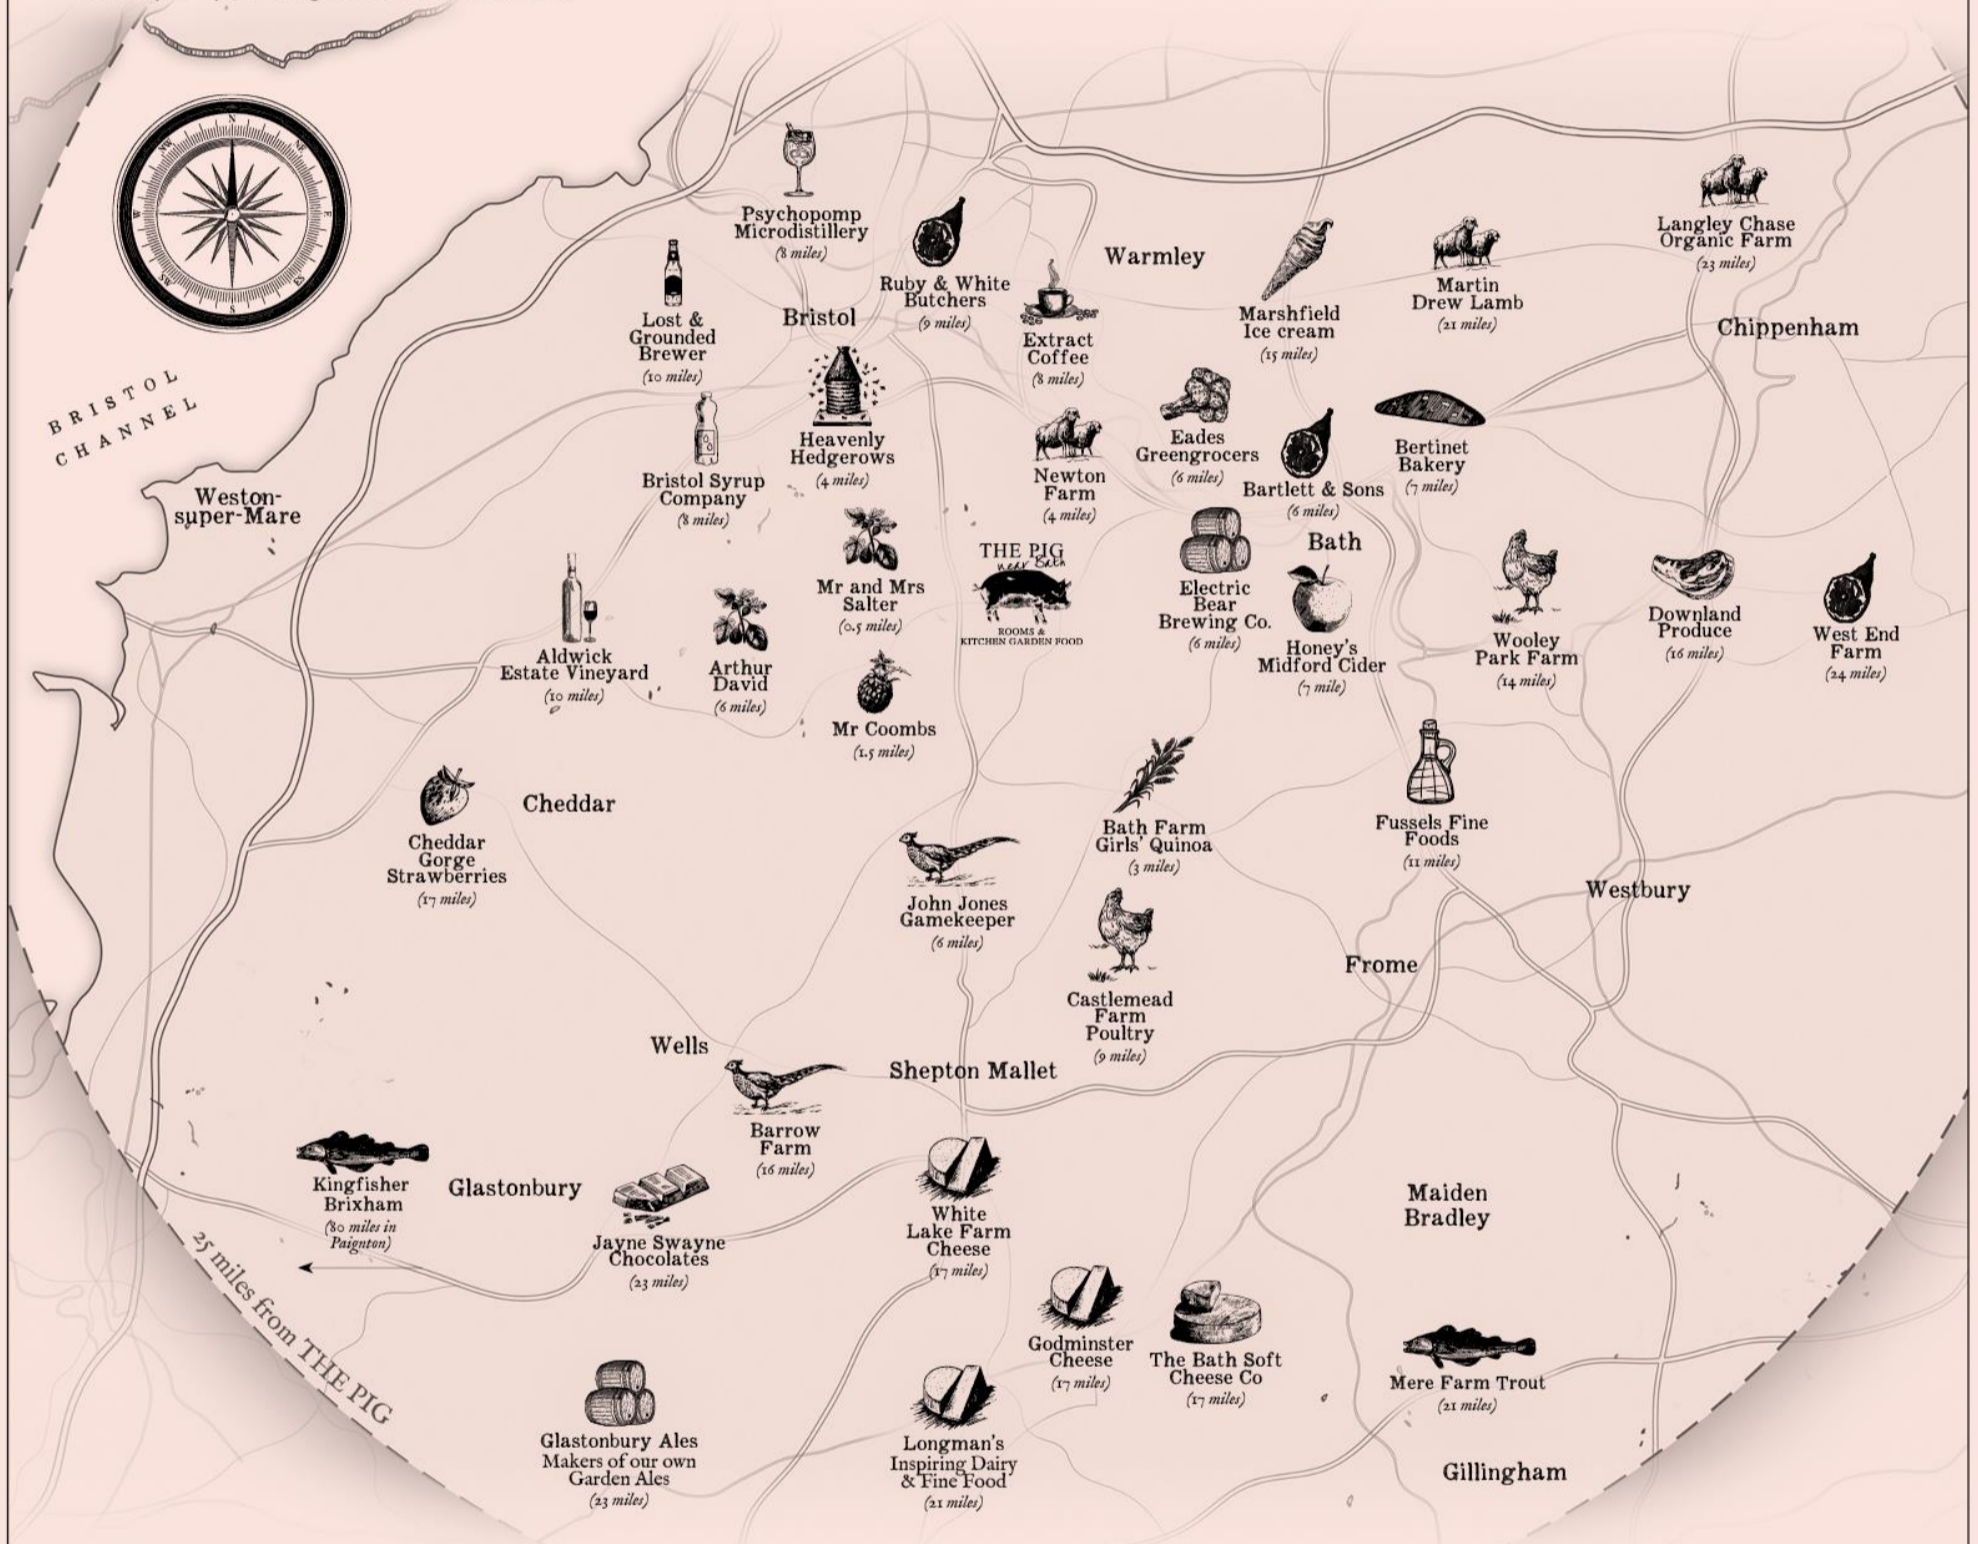 N
NE
E
ES
S
SW
W
NW
BRISTOL
CHANNEL
Psychopomp
Microdistillery
(8 miles)
Ruby & White
Butchers
(9 miles)
Warmley
Langley Chase
Organic Farm
(23 miles)
Lost &
Grounded
Brewer
(10 miles)
Bristol
Extract
Coffee
(8 miles)
Marshfield
Ice cream
(15 miles)
Martin
Drew Lamb
(21 miles)
Chippenham
Weston-
super-Mare
Bristol Syrup
Company
(8 miles)
Heavenly
Hedgerows
(4 miles)
Newton
Farm
(4 miles)
Eades
Greengrocers
(6 miles)
Bartlett & Sons
(6 miles)
Bertinet
Bakery
(7 miles)
Bath
Aldwick
Estate Vineyard
(10 miles)
Arthur
David
(6 miles)
Mr and Mrs
Salter
(0.5 miles)
THE PIG
near Bath
ROOMS &
KITCHEN GARDEN FOOD
Electric
Bear
Brewing Co.
(6 miles)
Honey's
Midford Cider
(7 mile)
Wooley
Park Farm
(14 miles)
Downland
Produce
(16 miles)
West End
Farm
(24 miles)
Mr Coombs
(1.5 miles)
Cheddar
Gorge
Strawberries
(17 miles)
Cheddar
John Jones
Gamekeeper
(6 miles)
Bath Farm
Girls' Quinoa
(3 miles)
Fussels Fine
Foods
(11 miles)
Westbury
Castlemead
Farm
Poultry
(9 miles)
Frome
Wells
Shepton Mallet
Barrow
Farm
(16 miles)
Kingfisher
Brixham
(80 miles in
Paignton)
Glastonbury
Jayne Swayne
Chocolates
(23 miles)
White
Lake Farm
Cheese
(17 miles)
Maiden
Bradley
25 miles from THE PIG
Godminster
Cheese
(17 miles)
The Bath Soft
Cheese Co
(17 miles)
Mere Farm Trout
(21 miles)
Glastonbury Ales
Makers of our own
Garden Ales
(23 miles)
Longman's
Inspiring Dairy
& Fine Food
(21 miles)
Gillingham